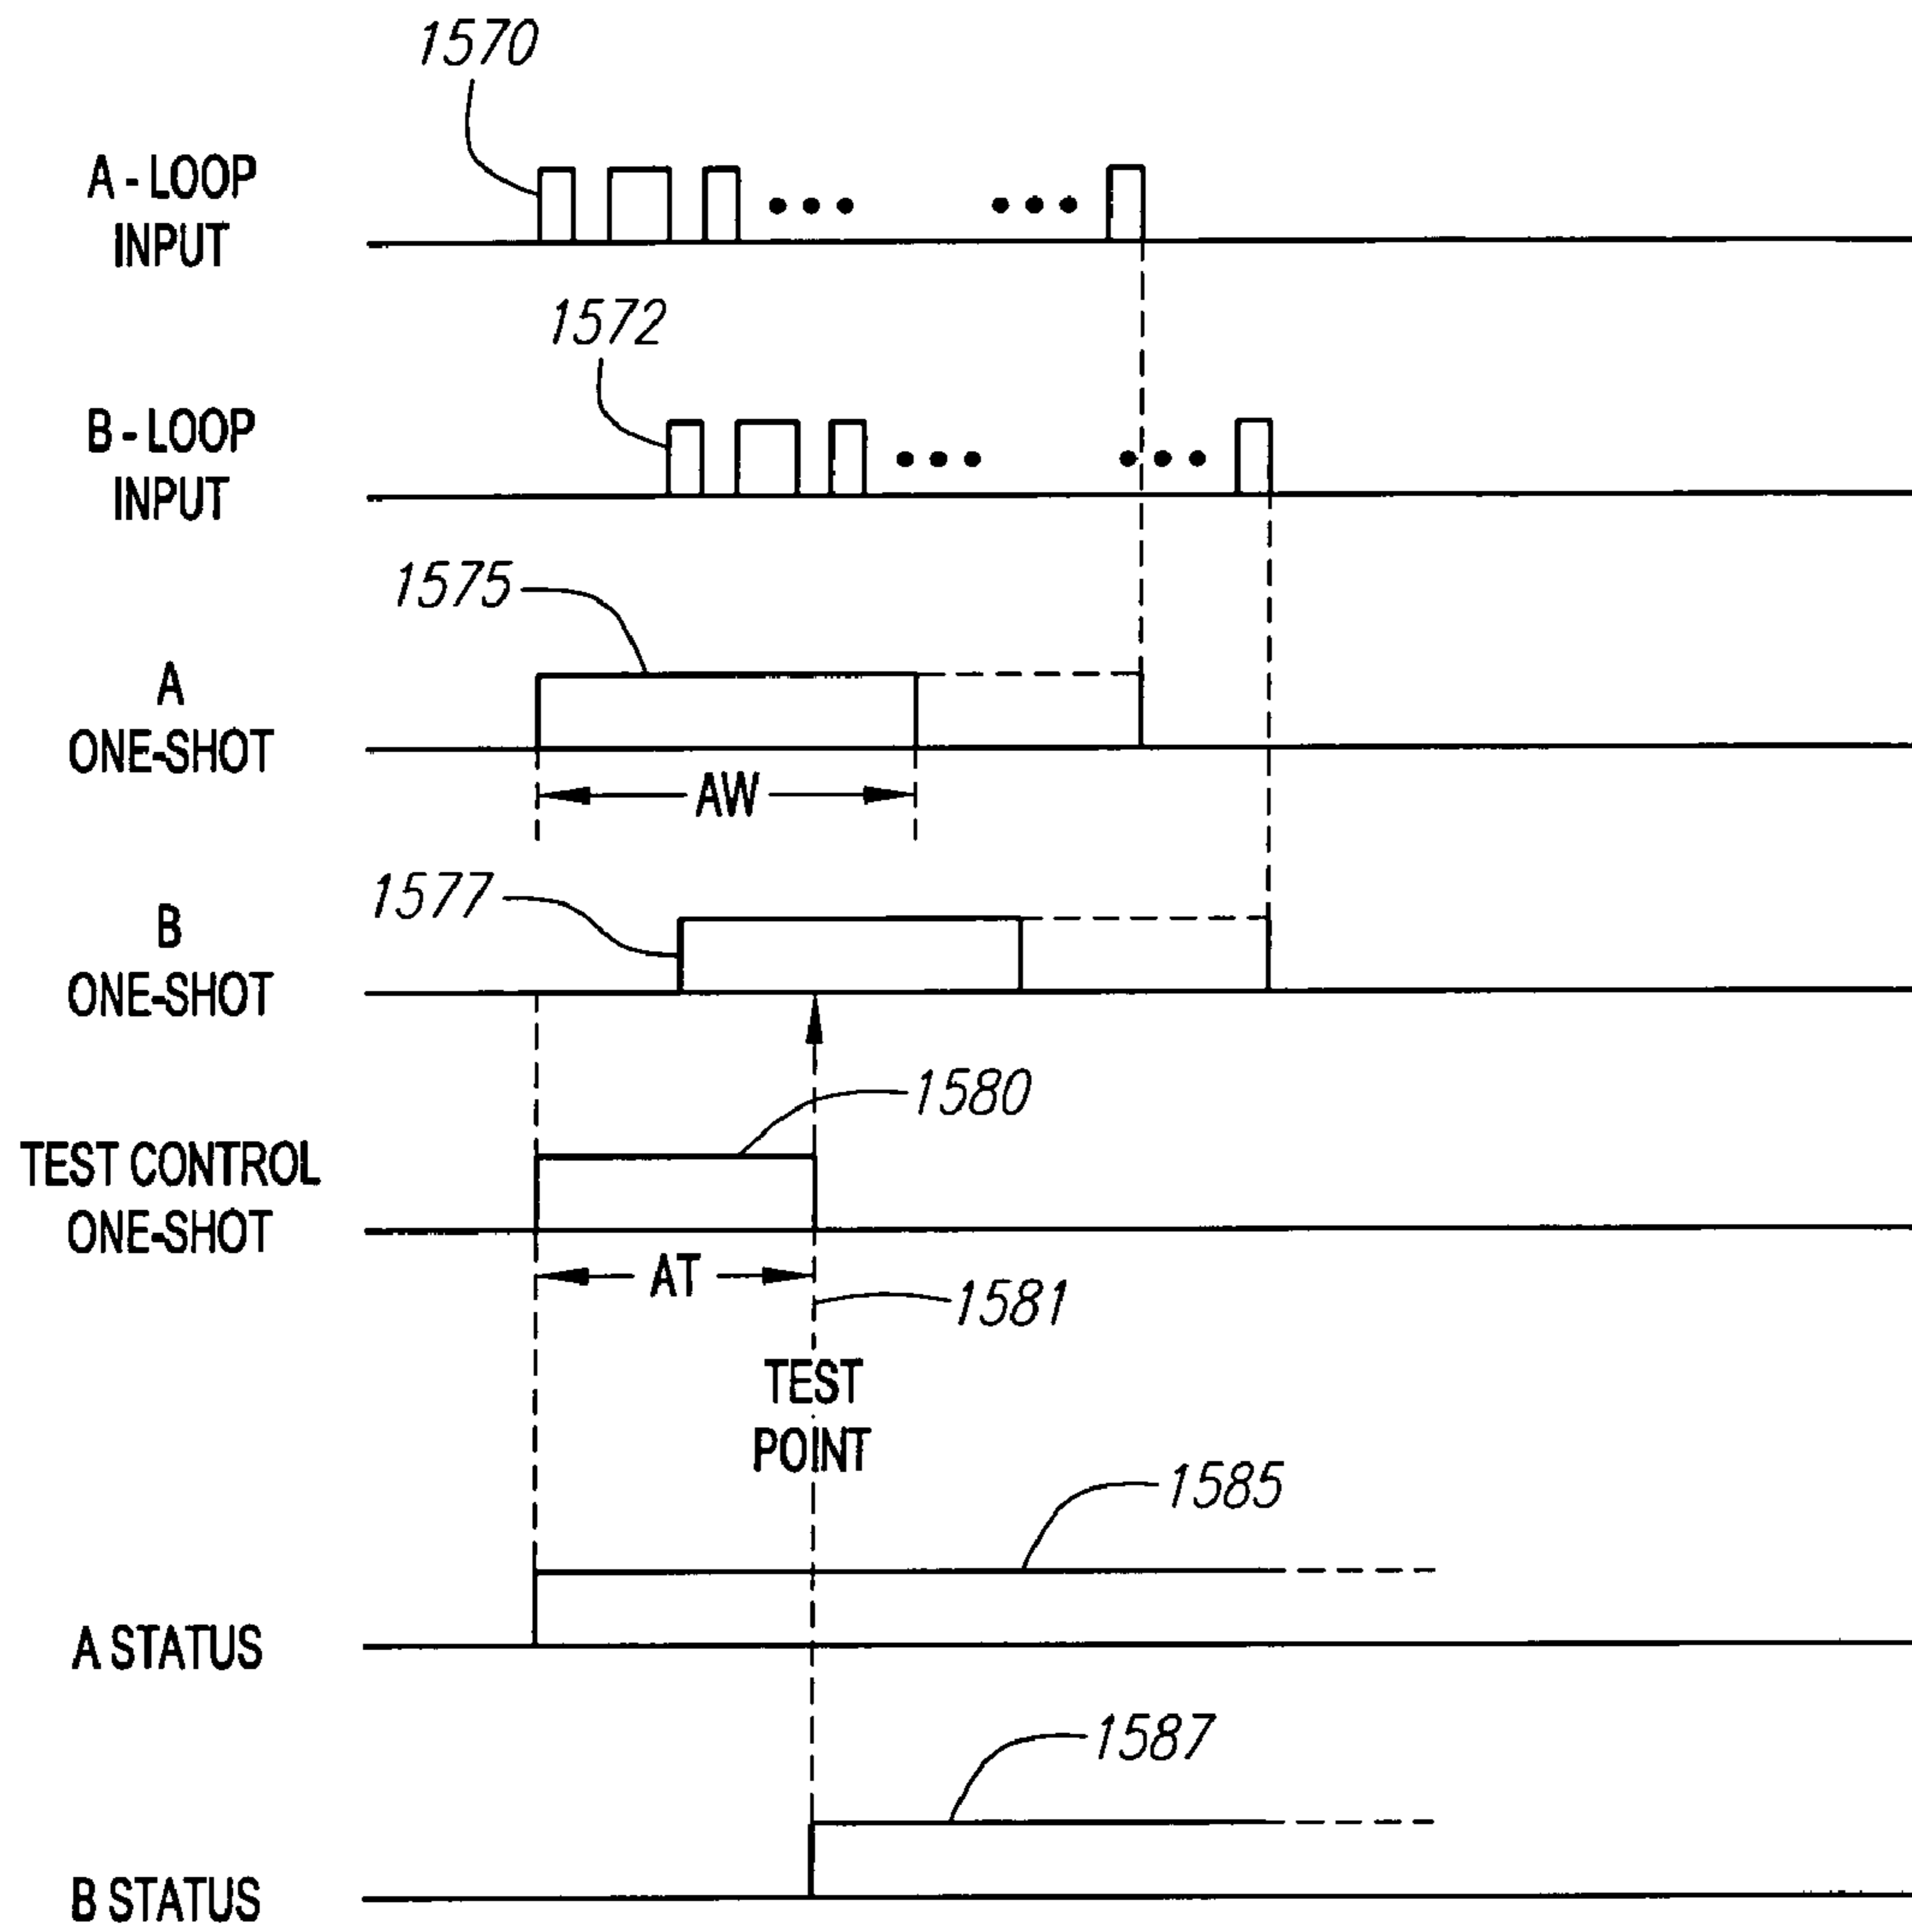 1570
A - LOOP
INPUT
1572
B - LOOP
INPUT
1575
A
ONE-SHOT
AW
1577
B
ONE-SHOT
1580
TEST CONTROL
ONE-SHOT
AT
1581
TEST
POINT
1585
A STATUS
1587
B STATUS